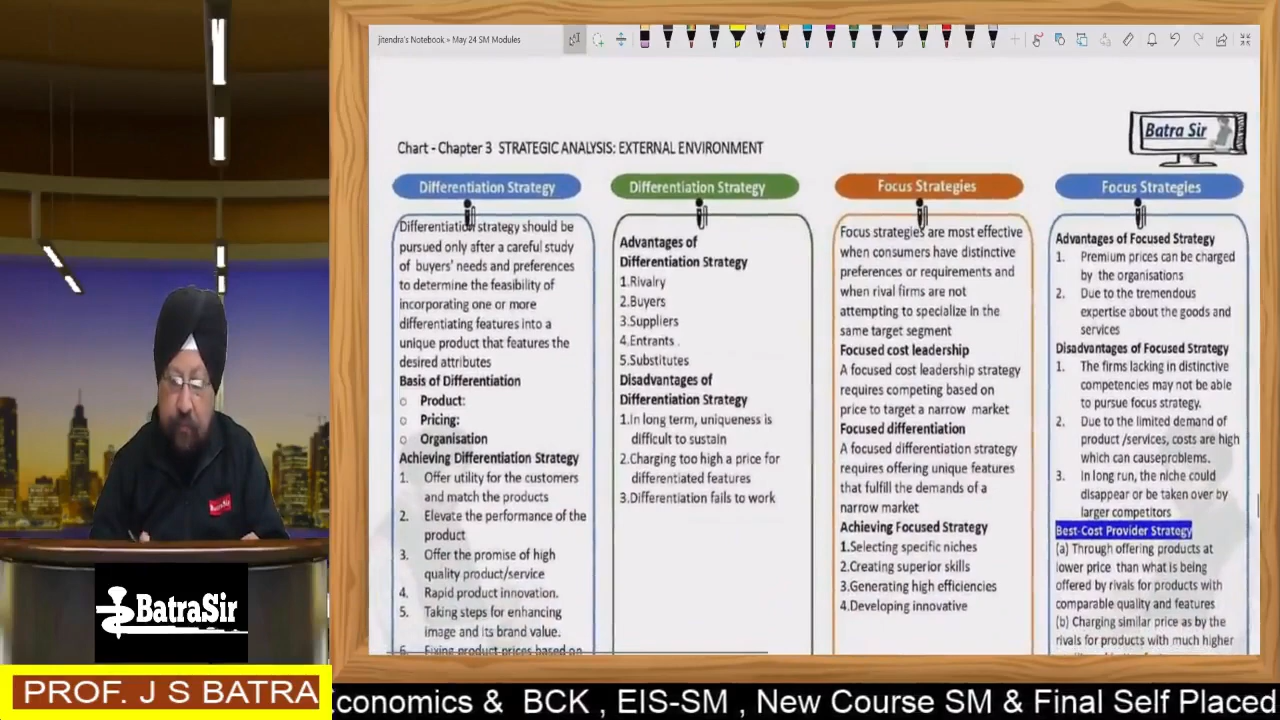 jitendra's Notebook » May 24 SM Modules
Batra Sir
Chart - Chapter 3 STRATEGIC ANALYSIS: EXTERNAL ENVIRONMENT
Differentiation Strategy
Differentiation strategy should be
pursued only after a careful study
of buyers' needs and preferences
to determine the feasibility of
incorporating one or more
differentiating features into a
unique product that features the
desired attributes
Basis of Differentiation
o Product:
o Pricing:
o Organisation
Achieving Differentiation Strategy
1. Offer utility for the customers
and match the products
2. Elevate the performance of the
product
3. Offer the promise of high
quality product/service
4. Rapid product innovation.
5. Taking steps for enhancing
image and its brand value.
6. Fixing product prices based on
Differentiation Strategy
Advantages of
Differentiation Strategy
1.Rivalry
2.Buyers
3.Suppliers
4.Entrants .
5.Substitutes
Disadvantages of
Differentiation Strategy
1.In long term, uniqueness is
difficult to sustain
2.Charging too high a price for
differentiated features
3.Differentiation fails to work
Focus Strategies
Focus strategies are most effective
when consumers have distinctive
preferences or requirements and
when rival firms are not
attempting to specialize in the
same target segment
Focused cost leadership
A focused cost leadership strategy
requires competing based on
price to target a narrow market
Focused differentiation
A focused differentiation strategy
requires offering unique features
that fulfill the demands of a
narrow market
Achieving Focused Strategy
1.Selecting specific niches
2.Creating superior skills
3.Generating high efficiencies
4.Developing innovative
Focus Strategies
Advantages of Focused Strategy
1. Premium prices can be charged
by the organisations
2. Due to the tremendous
expertise about the goods and
services
Disadvantages of Focused Strategy
1. The firms lacking in distinctive
competencies may not be able
to pursue focus strategy.
2. Due to the limited demand of
product /services, costs are high
which can causeproblems.
3. In long run, the niche could
disappear or be taken over by
larger competitors
Best-Cost Provider Strategy
(a) Through offering products at
lower price than what is being
offered by rivals for products with
comparable quality and features
(b) Charging similar price as by the
rivals for products with much higher
BatraSir
BatraSir
PROF. J S BATRA
Economics & BCK , EIS-SM , New Course SM & Final Self Placed